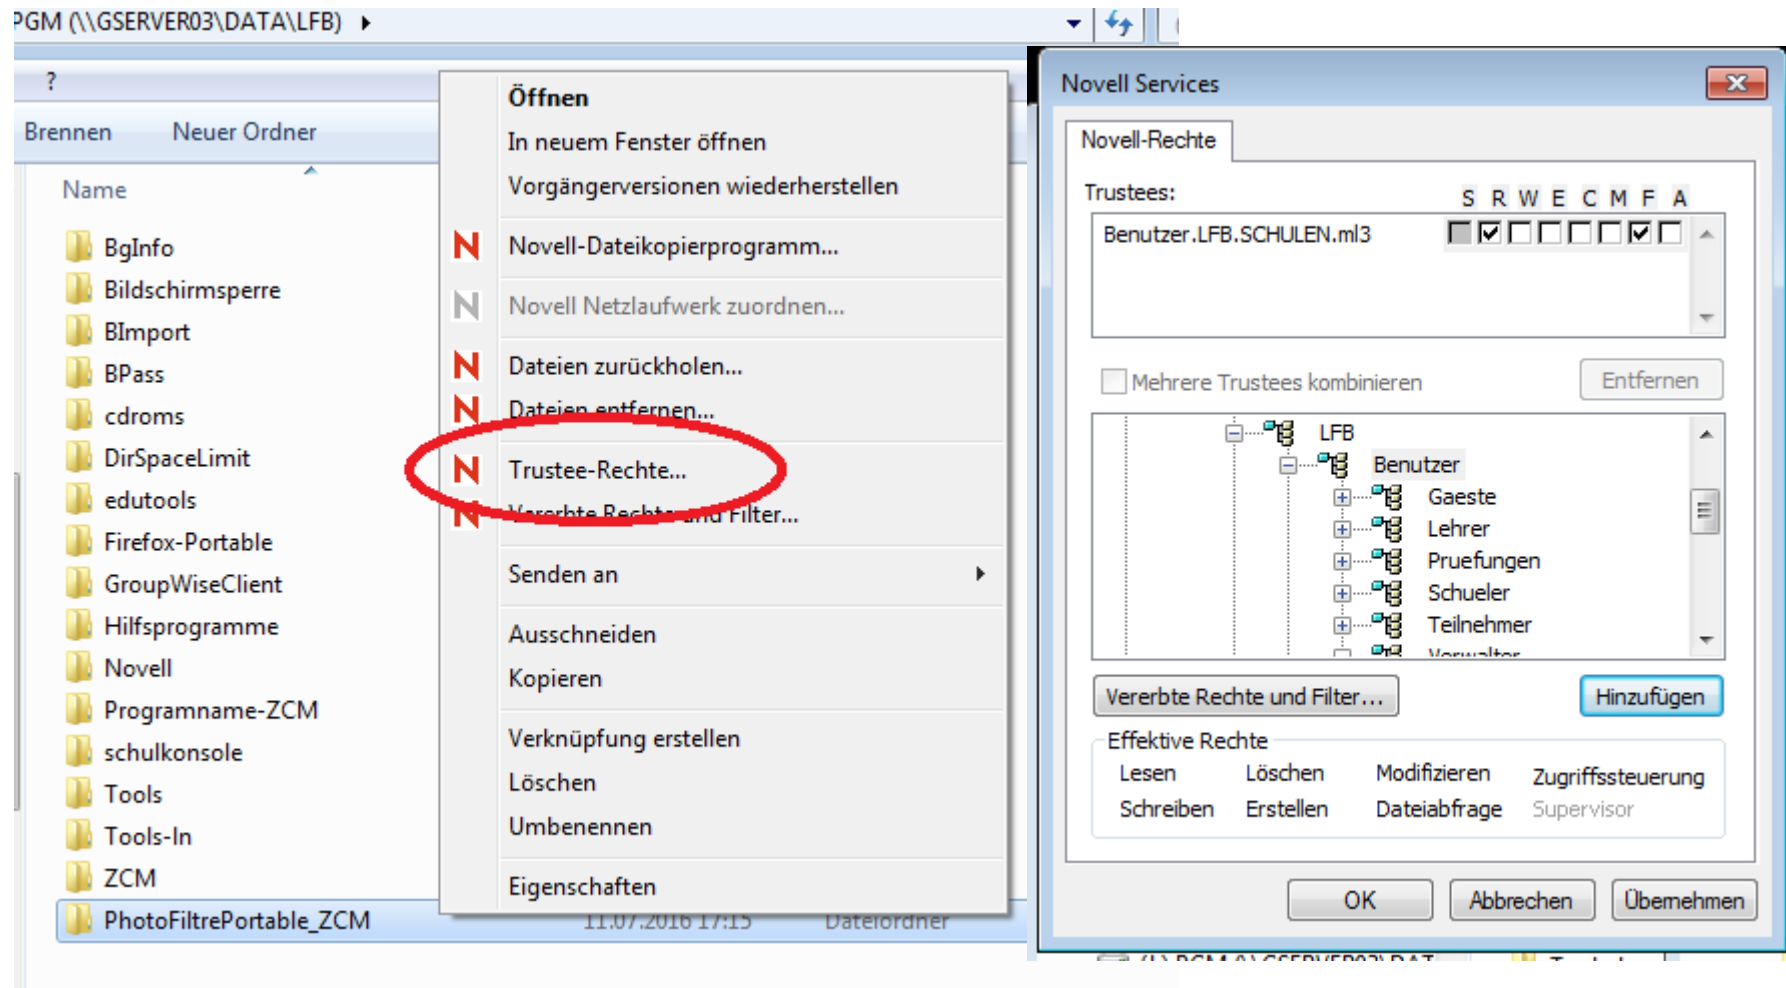 PGM (\\GSERVER03\DATA\LFB)
?
Brennen Neuer Ordner
Name
BgInfo
Bildschirmsperre
BImport
BPass
cdroms
DirSpaceLimit
edutools
Firefox-Portable
GroupWiseClient
Hilfsprogramme
Novell
Programname-ZCM
schulkonsole
Tools
Tools-In
ZCM
PhotoFiltrePortable_ZCM 11.07.2016 17:15 Dateiordner
Öffnen
In neuem Fenster öffnen
Vorgängerversionen wiederherstellen
N Novell-Dateikopierprogramm...
N Novell Netzlaufwerk zuordnen...
N Dateien zurückholen...
N Dateien entfernen...
N Trustee-Rechte...
N Vererbte Rechte und Filter...
Senden an
Ausschneiden
Kopieren
Verknüpfung erstellen
Löschen
Umbenennen
Eigenschaften
Novell Services
Novell-Rechte
Trustees: S R W E C M F A
Benutzer.LFB.SCHULEN.ml3
Mehrere Trustees kombinieren Entfernen
LFB
Benutzer
Gaeste
Lehrer
Pruefungen
Schueler
Teilnehmer
Verwalter
Vererbte Rechte und Filter... Hinzufügen
Effektive Rechte
Lesen Löschen Modifizieren Zugriffssteuerung
Schreiben Erstellen Dateiabfrage Supervisor
OK Abbrechen Übernehmen